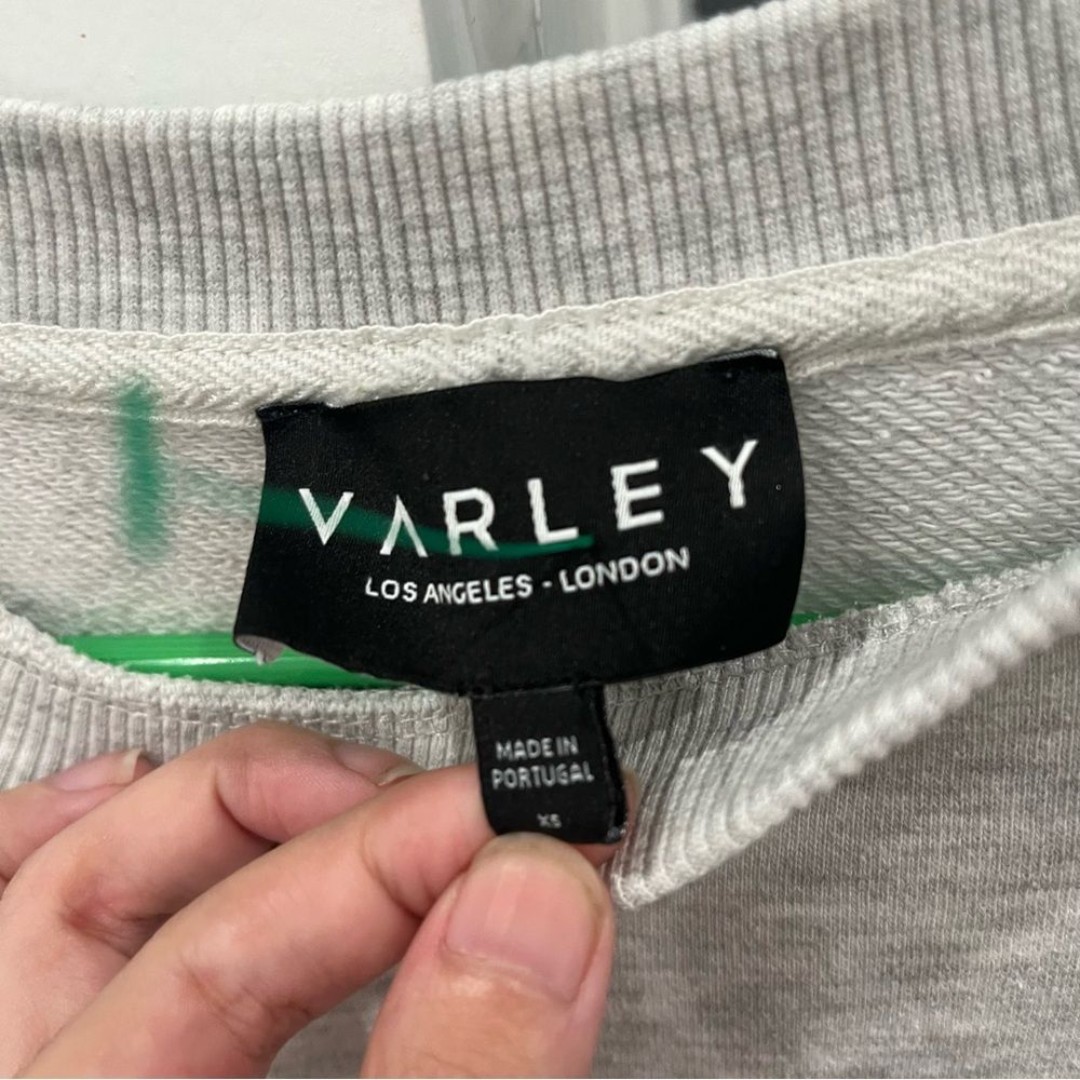 VARLEY
LOS ANGELES - LONDON
MADE IN
PORTUGAL
XS